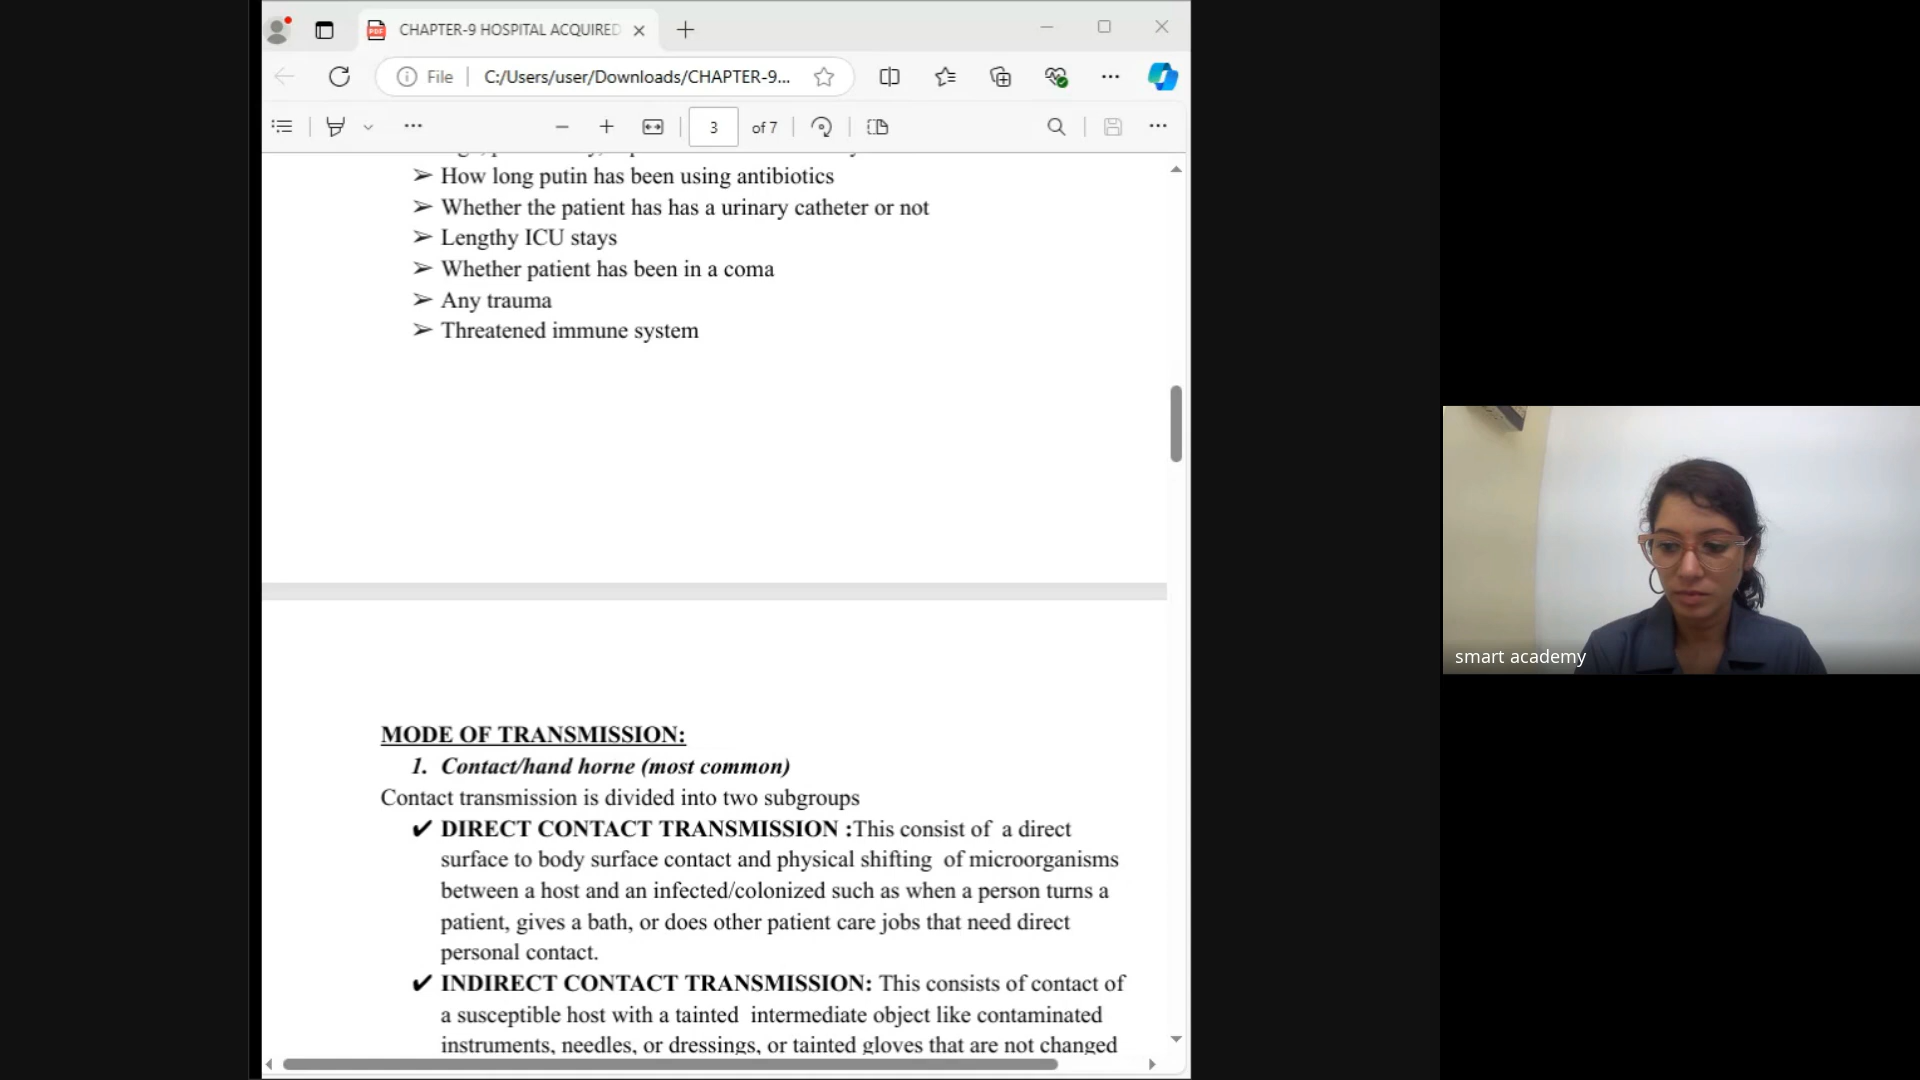 CHAPTER-9 HOSPITAL ACQUIRED
File
C:/Users/user/Downloads/CHAPTER-9...
3 of 7
➢ How long putin has been using antibiotics
➢ Whether the patient has has a urinary catheter or not
➢ Lengthy ICU stays
➢ Whether patient has been in a coma
➢ Any trauma
➢ Threatened immune system
MODE OF TRANSMISSION:
1. Contact/hand horne (most common)
Contact transmission is divided into two subgroups
✔ DIRECT CONTACT TRANSMISSION :This consist of a direct
surface to body surface contact and physical shifting of microorganisms
between a host and an infected/colonized such as when a person turns a
patient, gives a bath, or does other patient care jobs that need direct
personal contact.
✔ INDIRECT CONTACT TRANSMISSION: This consists of contact of
a susceptible host with a tainted intermediate object like contaminated
instruments, needles, or dressings, or tainted gloves that are not changed
smart academy